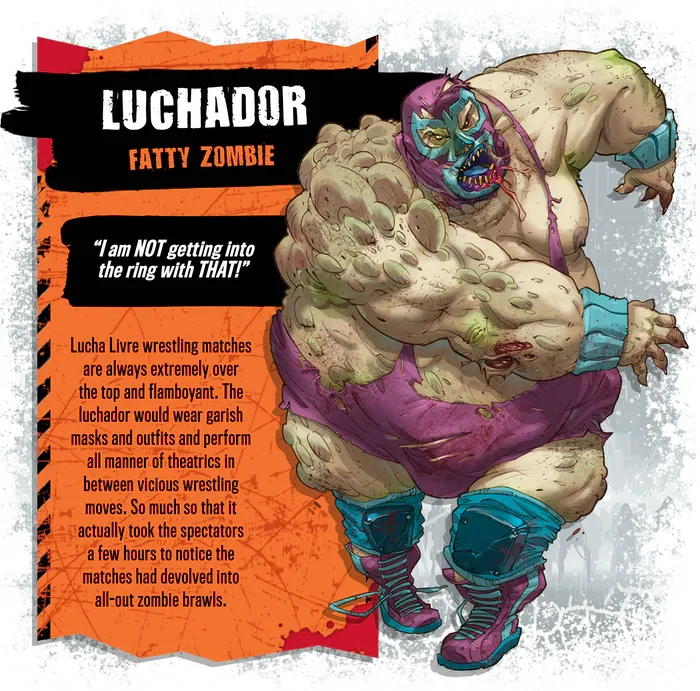 LUCHADOR
FATTY ZOMBIE
“I am NOT getting into
the ring with THAT!”
Lucha Livre wrestling matches
are always extremely over
the top and flamboyant. The
luchador would wear garish
masks and outfits and perform
all manner of theatrics in
between vicious wrestling
moves. So much so that it
actually took the spectators
a few hours to notice the
matches had devolved into
all-out zombie brawls.